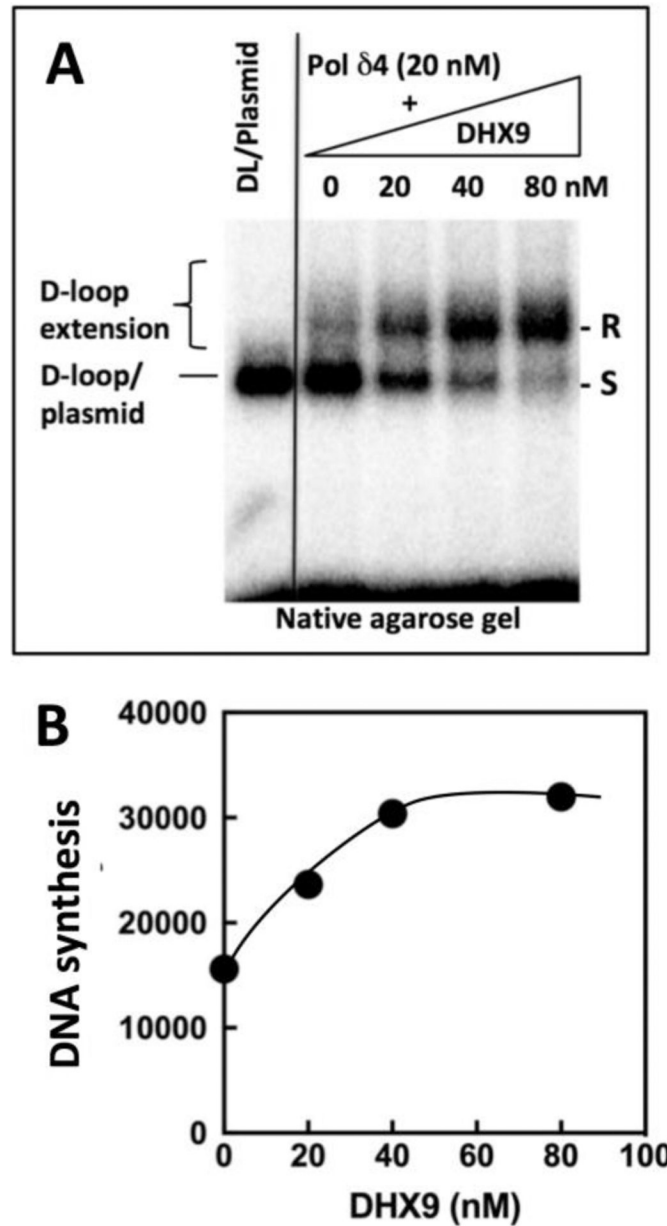 A
DL/Plasmid
Pol δ4 (20 nM)
+
DHX9
0 20 40 80 nM
D-loop
extension
- R
D-loop/
plasmid
- S
Native agarose gel
B
40000
30000
20000
10000
0
DNA synthesis
0 20 40 60 80 100
DHX9 (nM)